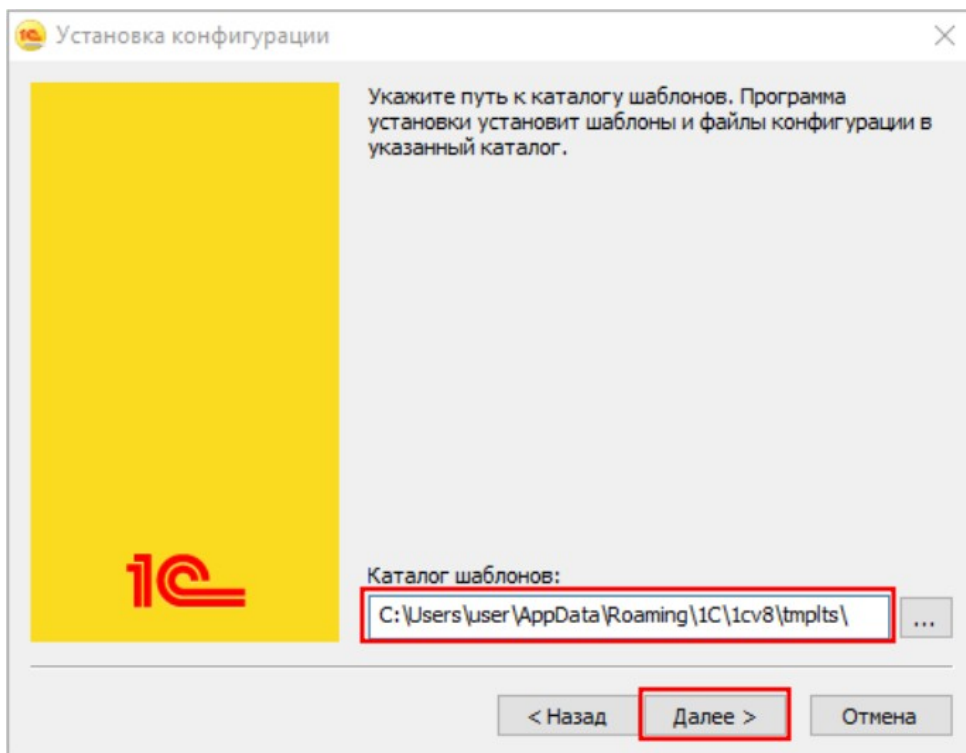 1С Установка конфигурации
Укажите путь к каталогу шаблонов. Программа
установки установит шаблоны и файлы конфигурации в
указанный каталог.
1С
Каталог шаблонов:
C:\Users\user\AppData\Roaming\1C\1cv8\tmplts\
...
< Назад
Далее >
Отмена